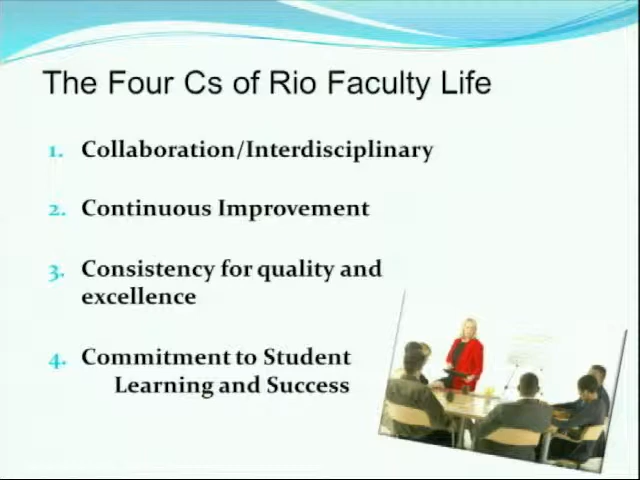 The Four Cs of Rio Faculty Life
1. Collaboration/Interdisciplinary
2. Continuous Improvement
3. Consistency for quality and
excellence
4. Commitment to Student
Learning and Success